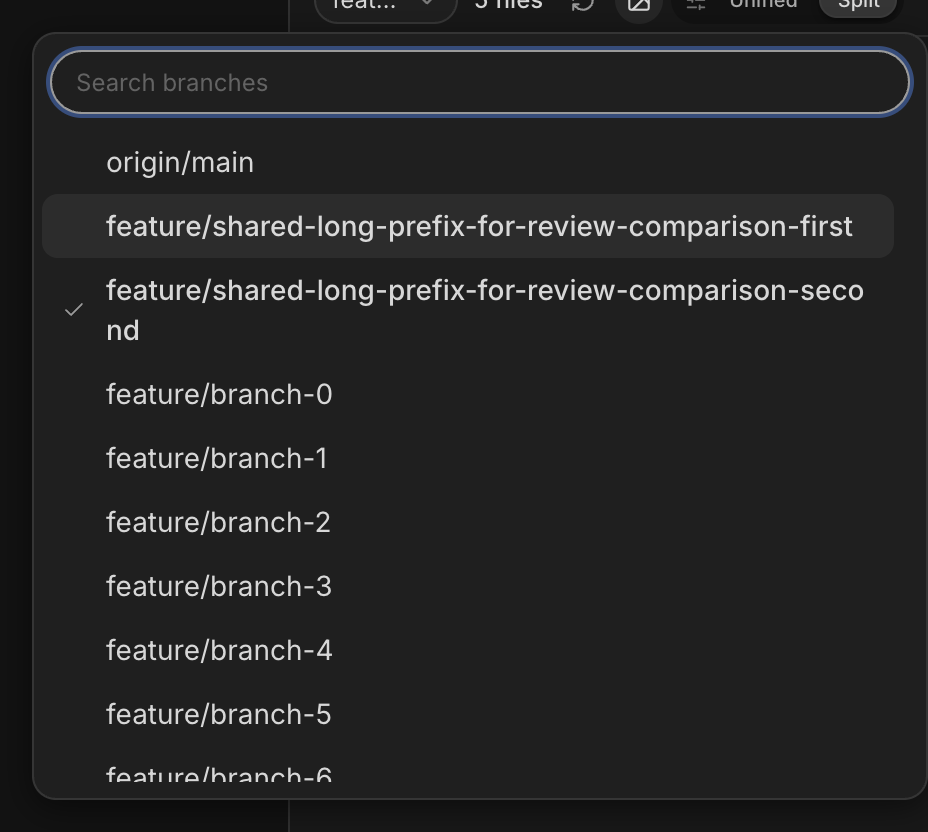 feat... 5 files Unified Split
Search branches
origin/main
feature/shared-long-prefix-for-review-comparison-first
feature/shared-long-prefix-for-review-comparison-seco
nd
feature/branch-0
feature/branch-1
feature/branch-2
feature/branch-3
feature/branch-4
feature/branch-5
feature/branch-6